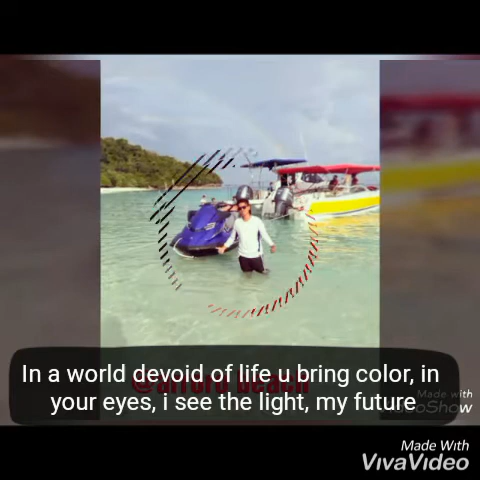 In a world devoid of life u bring color, in
your eyes, i see the light, my future
Made with
VideoShow
Made With
VivaVideo